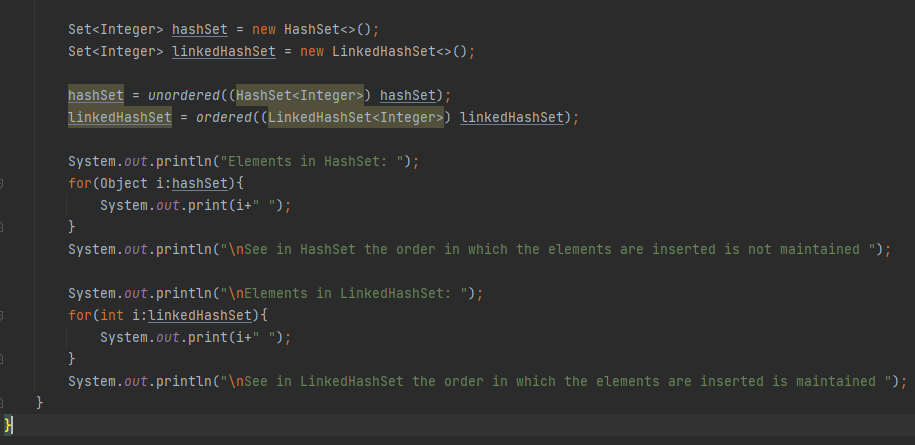 Set<Integer> hashSet = new HashSet<>();
Set<Integer> linkedHashSet = new LinkedHashSet<>();
hashSet = unordered((HashSet<Integer>) hashSet);
linkedHashSet = ordered((LinkedHashSet<Integer>) linkedHashSet);
System.out.println("Elements in HashSet: ");
for(Object i:hashSet){
System.out.print(i+" ");
}
System.out.println("\nSee in HashSet the order in which the elements are inserted is not maintained ");
System.out.println("\nElements in LinkedHashSet: ");
for(int i:linkedHashSet){
System.out.print(i+" ");
}
System.out.println("\nSee in LinkedHashSet the order in which the elements are inserted is maintained ");
}
}